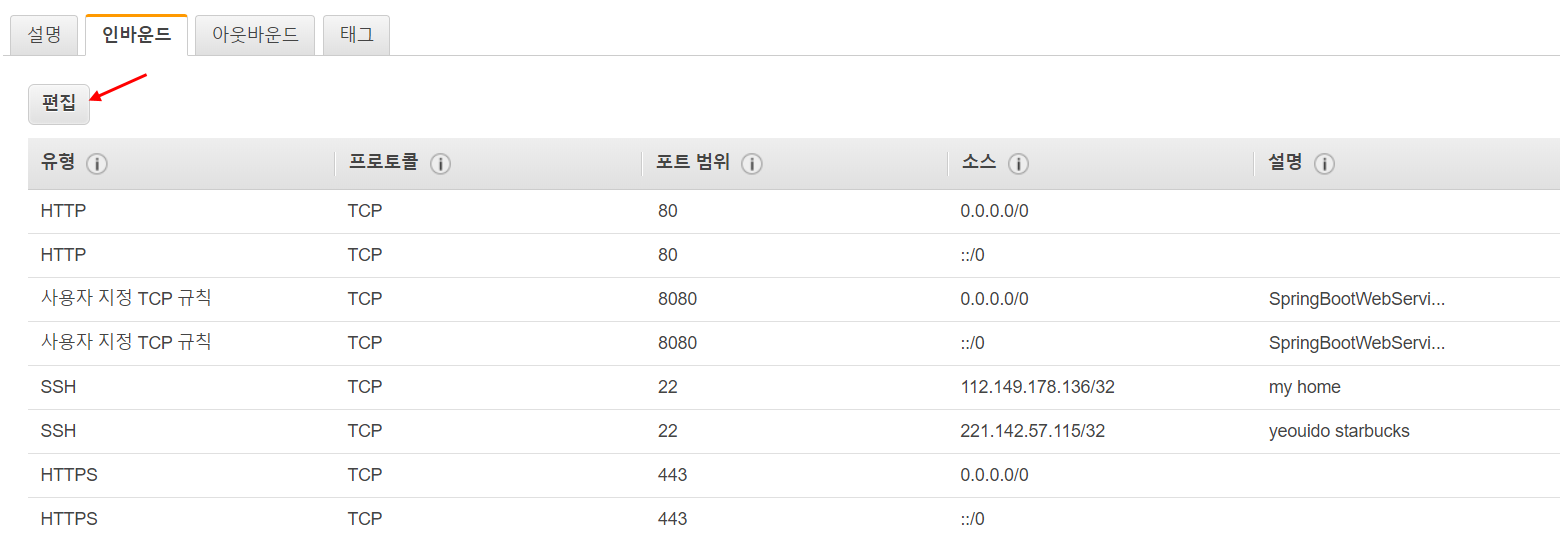 설명 인바운드 아웃바운드 태그
편집
유형 프로토콜 포트 범위 소스 설명
HTTP TCP 80 0.0.0.0/0
HTTP TCP 80 ::/0
사용자 지정 TCP 규칙 TCP 8080 0.0.0.0/0 SpringBootWebServi...
사용자 지정 TCP 규칙 TCP 8080 ::/0 SpringBootWebServi...
SSH TCP 22 112.149.178.136/32 my home
SSH TCP 22 221.142.57.115/32 yeouido starbucks
HTTPS TCP 443 0.0.0.0/0
HTTPS TCP 443 ::/0